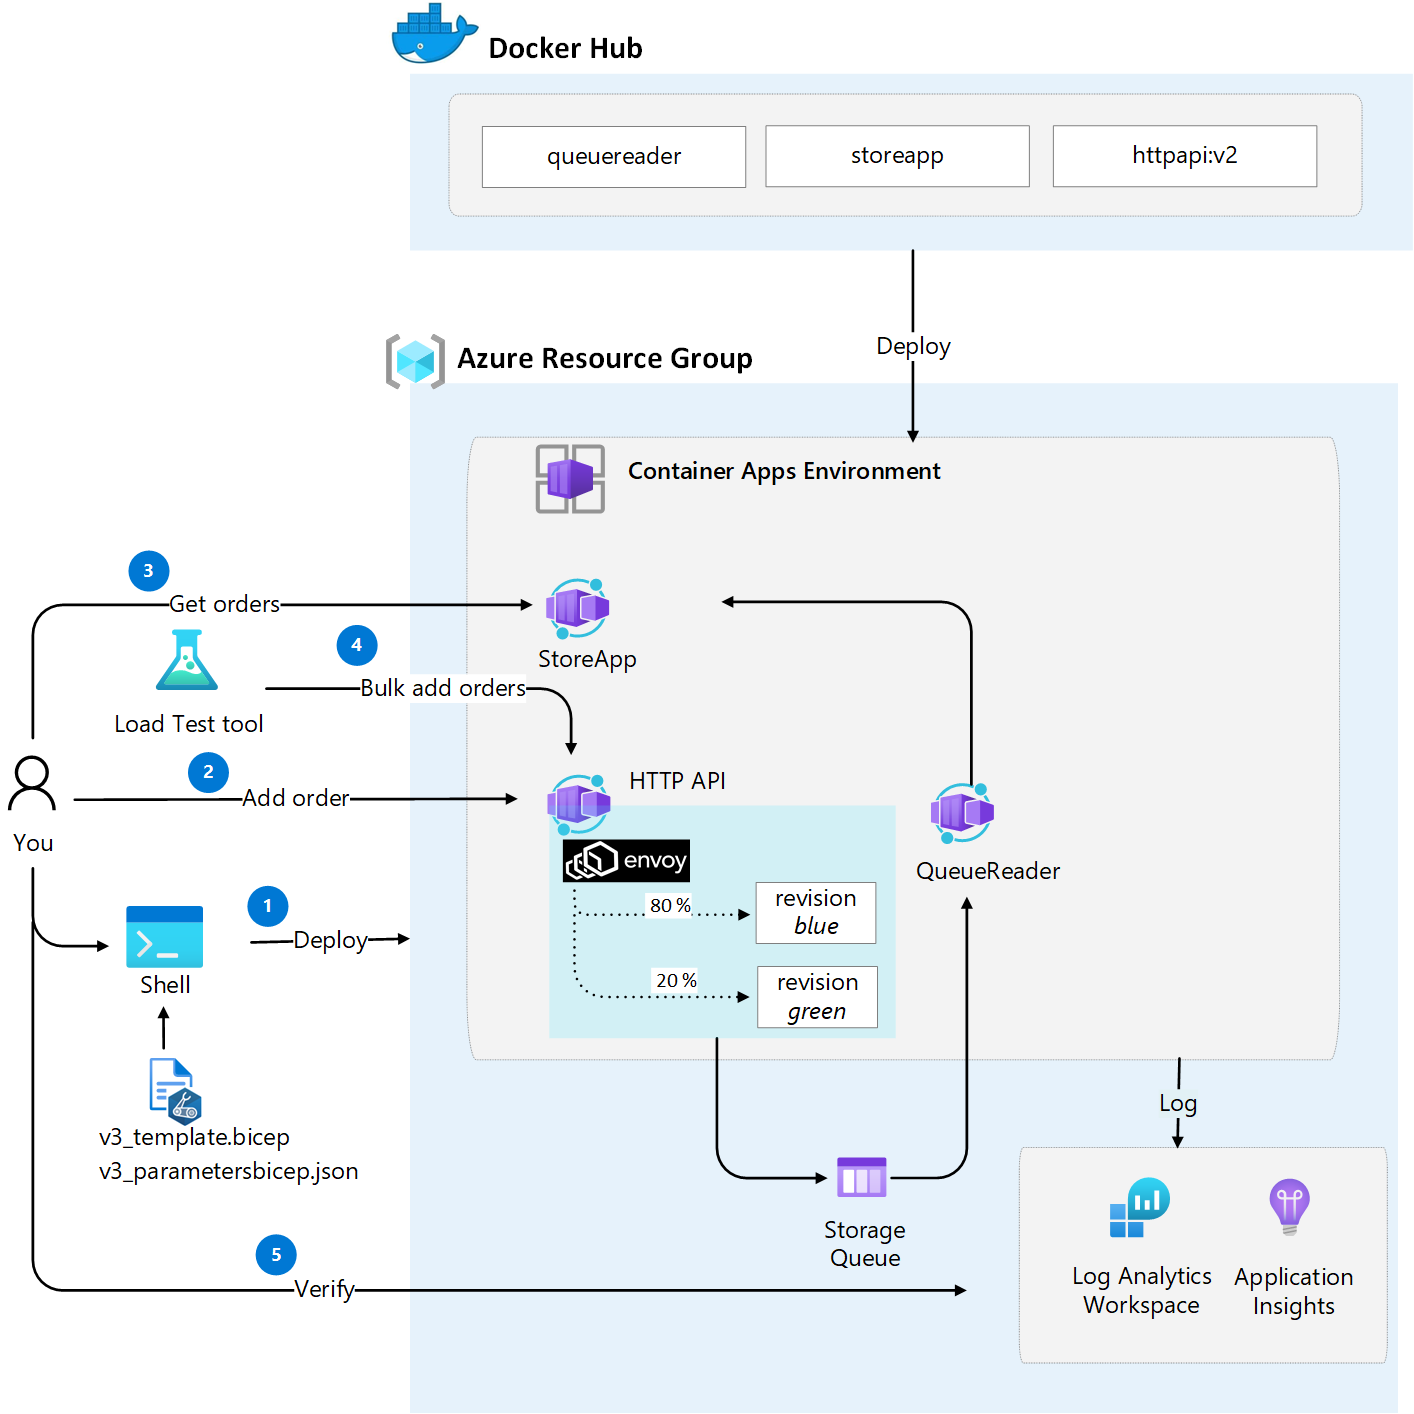 Docker Hub
queuereader
storeapp
httpapi:v2
Deploy
Azure Resource Group
Container Apps Environment
3
Get orders
StoreApp
4
Bulk add orders
Load Test tool
2
Add order
HTTP API
You
envoy
QueueReader
80 %
revision
blue
1
Deploy
Shell
20 %
revision
green
v3_template.bicep
v3_parametersbicep.json
Log
Storage
Queue
5
Verify
Log Analytics
Workspace
Application
Insights